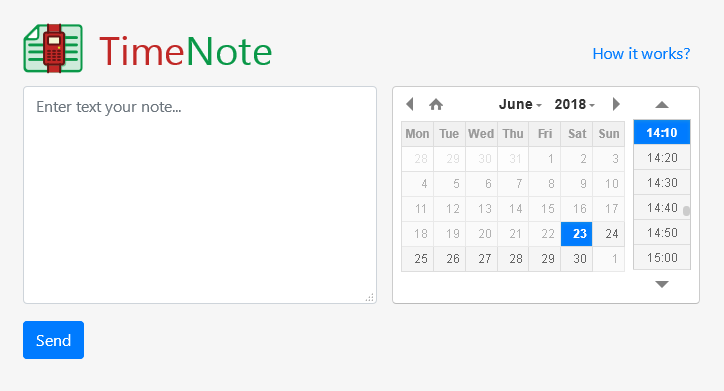 TimeNote
How it works?
Enter text your note...
June 2018
Mon Tue Wed Thu Fri Sat Sun
28 29 30 31 1 2 3
4 5 6 7 8 9 10
11 12 13 14 15 16 17
18 19 20 21 22 23 24
25 26 27 28 29 30 1
14:10
14:20
14:30
14:40
14:50
15:00
Send